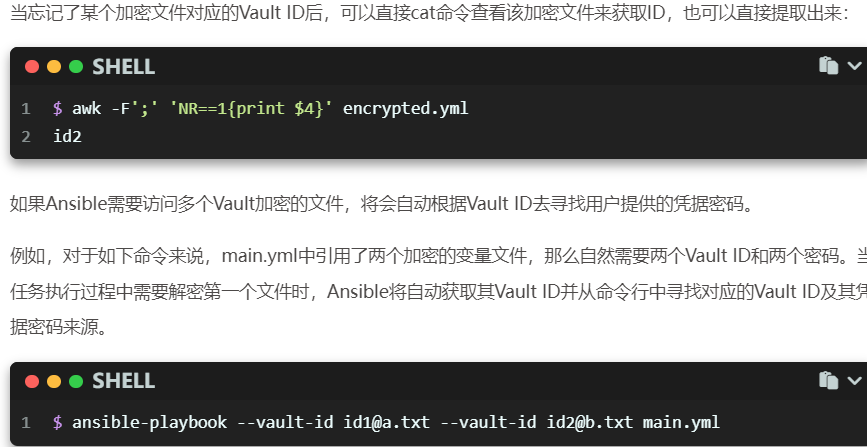 当忘记了某个加密文件对应的Vault ID后，可以直接cat命令查看该加密文件来获取ID，也可以直接提取出来：
SHELL
1 $ awk -F';' 'NR==1{print $4}' encrypted.yml
2 id2
如果Ansible需要访问多个Vault加密的文件，将会自动根据Vault ID去寻找用户提供的凭据密码。
例如，对于如下命令来说，main.yml中引用了两个加密的变量文件，那么自然需要两个Vault ID和两个密码。当
任务执行过程中需要解密第一个文件时，Ansible将自动获取其Vault ID并从命令行中寻找对应的Vault ID及其凭
据密码来源。
SHELL
1 $ ansible-playbook --vault-id id1@a.txt --vault-id id2@b.txt main.yml